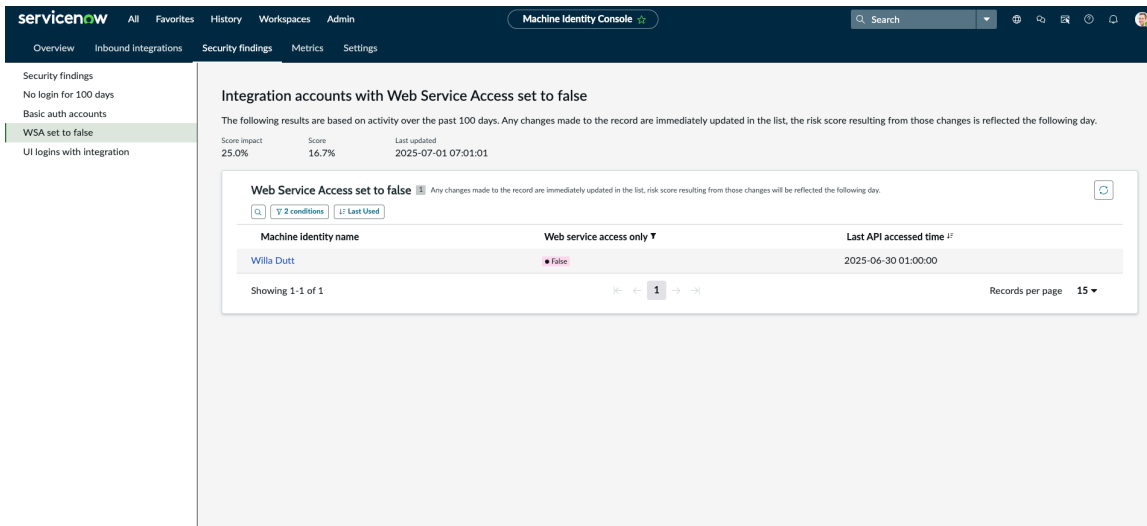 servicenow All Favorites History Workspaces Admin Machine Identity Console Search
Overview Inbound integrations Security findings Metrics Settings
Security findings
No login for 100 days
Basic auth accounts
WSA set to false
UI logins with integration
Integration accounts with Web Service Access set to false
The following results are based on activity over the past 100 days. Any changes made to the record are immediately updated in the list, the risk score resulting from those changes is reflected the following day.
Score impact Score Last updated
25.0% 16.7% 2025-07-01 07:01:01
Web Service Access set to false 1 Any changes made to the record are immediately updated in the list, risk score resulting from those changes will be reflected the following day.
2 conditions Last Used
Machine identity name Web service access only Last API accessed time
Willa Dutt False 2025-06-30 01:00:00
Showing 1-1 of 1 1 Records per page 15